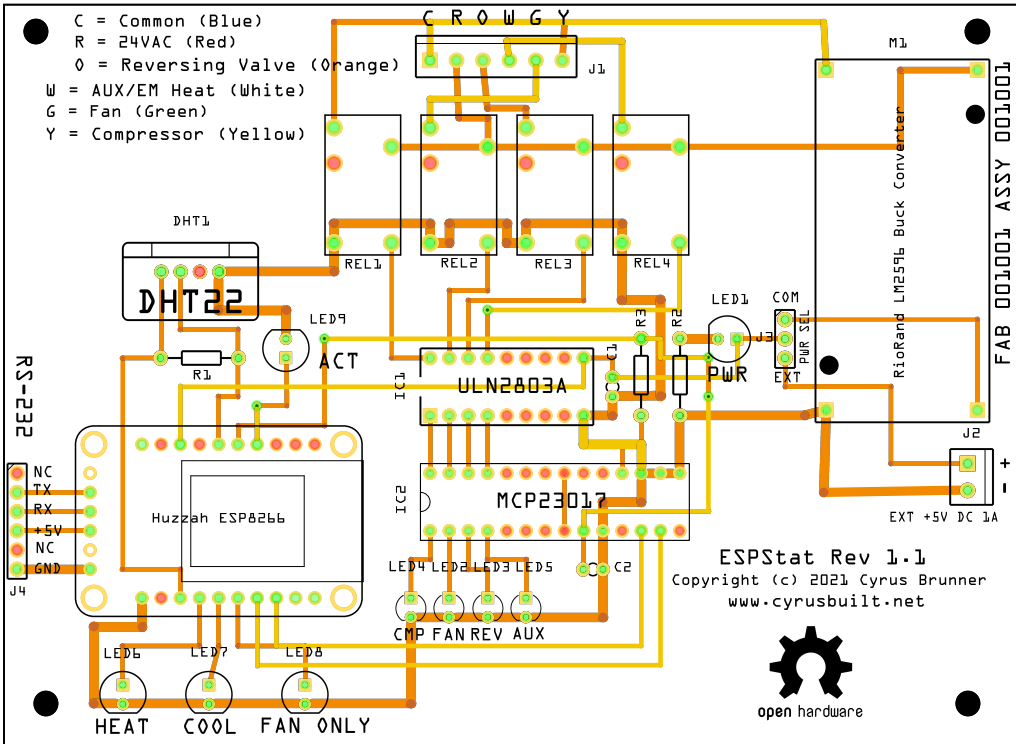 C = Common (Blue)
R = 24VAC (Red)
O = Reversing Valve (Orange)
W = AUX/EM Heat (White)
G = Fan (Green)
Y = Compressor (Yellow)
C R O W G Y
J1
M1
RioRand LM2596 Buck Converter
FAB 001001 ASSY 001001
REL1
REL2
REL3
REL4
DHT1
DHT22
LED9
ACT
R1
IC1
ULN2803A
C1
R3
R2
LED1
PWR
COM
J3
PWR SEL
EXT
J2
+
-
EXT +5V DC 1A
RS-232
NC
TX
RX
+5V
NC
GND
J4
Huzzah ESP8266
IC2
MCP23017
C2
LED4
LED2
LED3
LED5
CMP
FAN
REV
AUX
LED6
LED7
LED8
HEAT
COOL
FAN ONLY
ESPStat Rev 1.1
Copyright (c) 2021 Cyrus Brunner
www.cyrusbuilt.net
open hardware